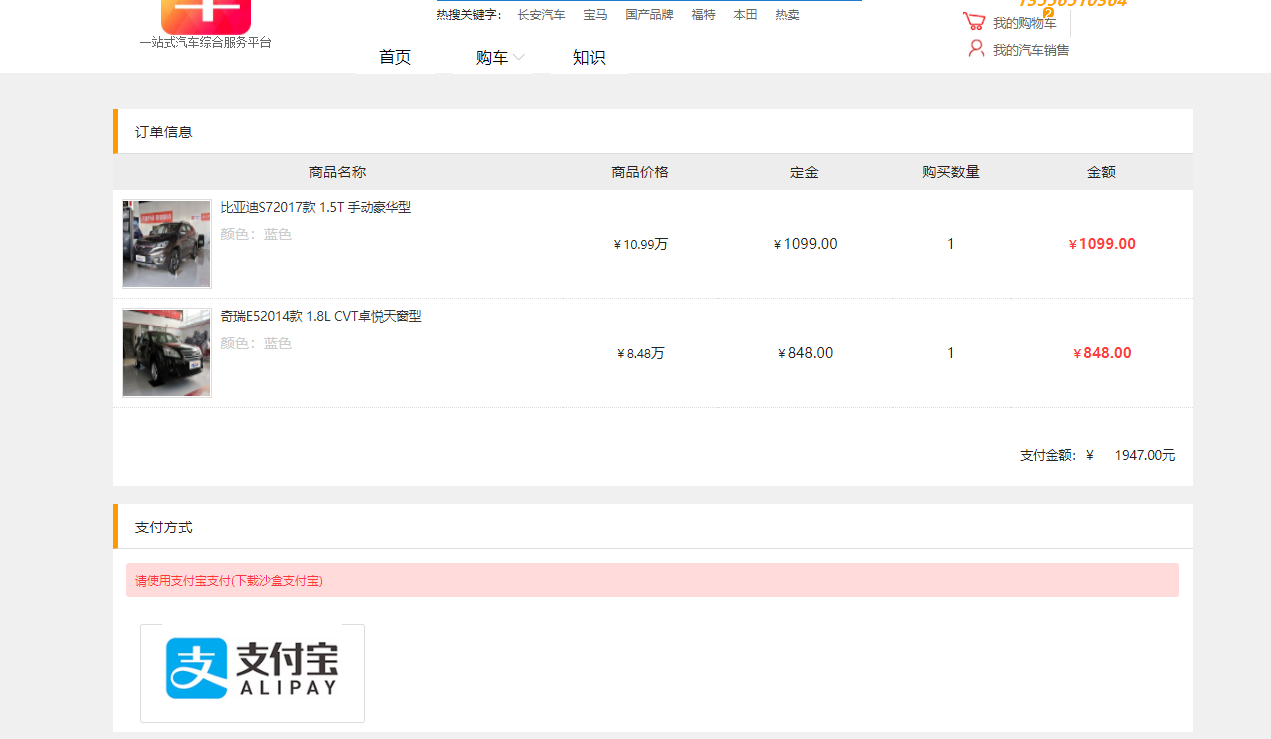 一站式汽车综合服务平台
热搜关键字： 长安汽车 宝马 国产品牌 福特 本田 热卖
首页 购车 知识
2
我的购物车
我的汽车销售
订单信息
商品名称 商品价格 定金 购买数量 金额
比亚迪S72017款 1.5T 手动豪华型
颜色：蓝色
￥10.99万 ￥1099.00 1 ￥1099.00
奇瑞E52014款 1.8L CVT卓悦天窗型
颜色：蓝色
￥8.48万 ￥848.00 1 ￥848.00
支付金额：￥ 1947.00元
支付方式
请使用支付宝支付(下载沙盒支付宝)
支 支付宝
ALIPAY